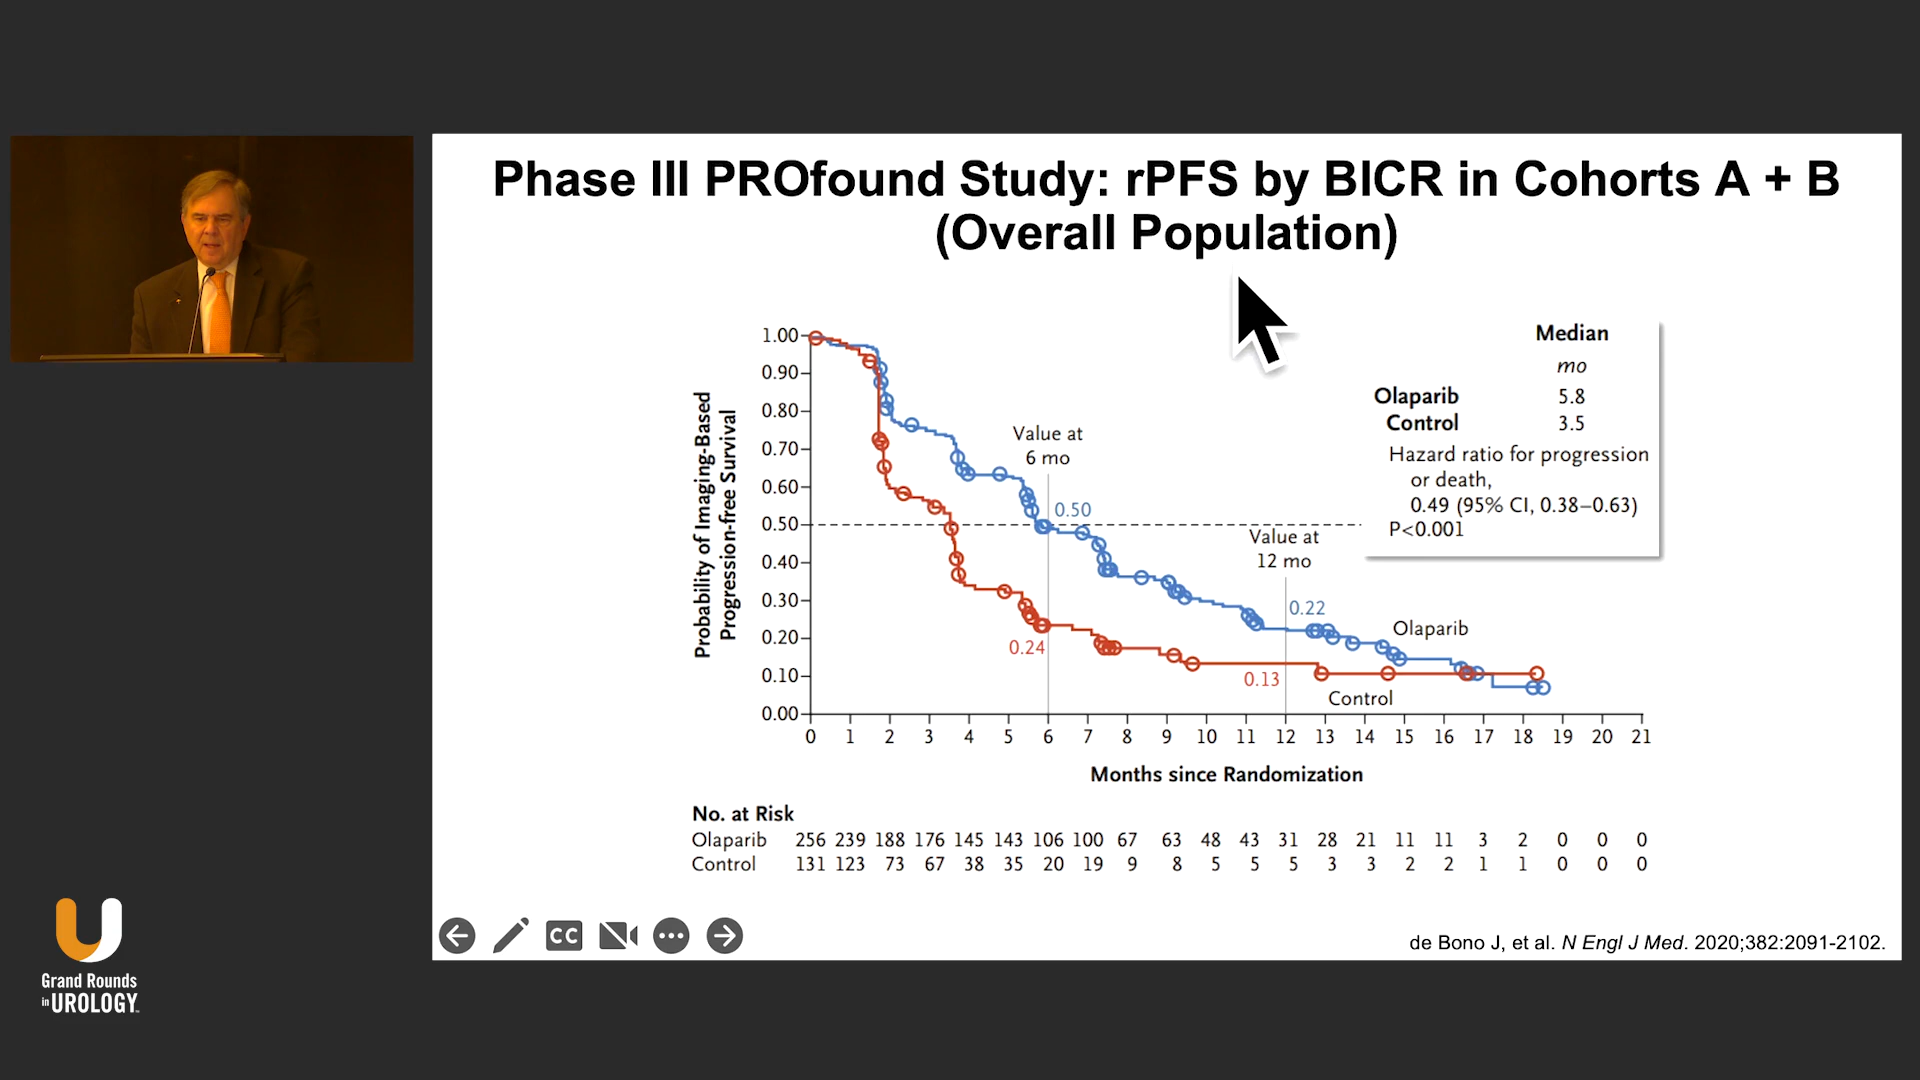 Phase III PROfound Study: rPFS by BICR in Cohorts A + B
(Overall Population)
Median
mo
Olaparib 5.8
Control 3.5
Hazard ratio for progression
or death,
0.49 (95% CI, 0.38–0.63)
P<0.001
Probability of Imaging-Based
Progression-free Survival
1.00
0.90
0.80
0.70
0.60
0.50
0.40
0.30
0.20
0.10
0.00
Value at
6 mo
0.50
0.24
Value at
12 mo
0.22
0.13
Olaparib
Control
0 1 2 3 4 5 6 7 8 9 10 11 12 13 14 15 16 17 18 19 20 21
Months since Randomization
No. at Risk
Olaparib 256 239 188 176 145 143 106 100 67 63 48 43 31 28 21 11 11 3 2 0 0 0
Control 131 123 73 67 38 35 20 19 9 8 5 5 5 3 3 2 2 1 1 0 0 0
CC
de Bono J, et al. N Engl J Med. 2020;382:2091-2102.
Grand Rounds
in UROLOGY